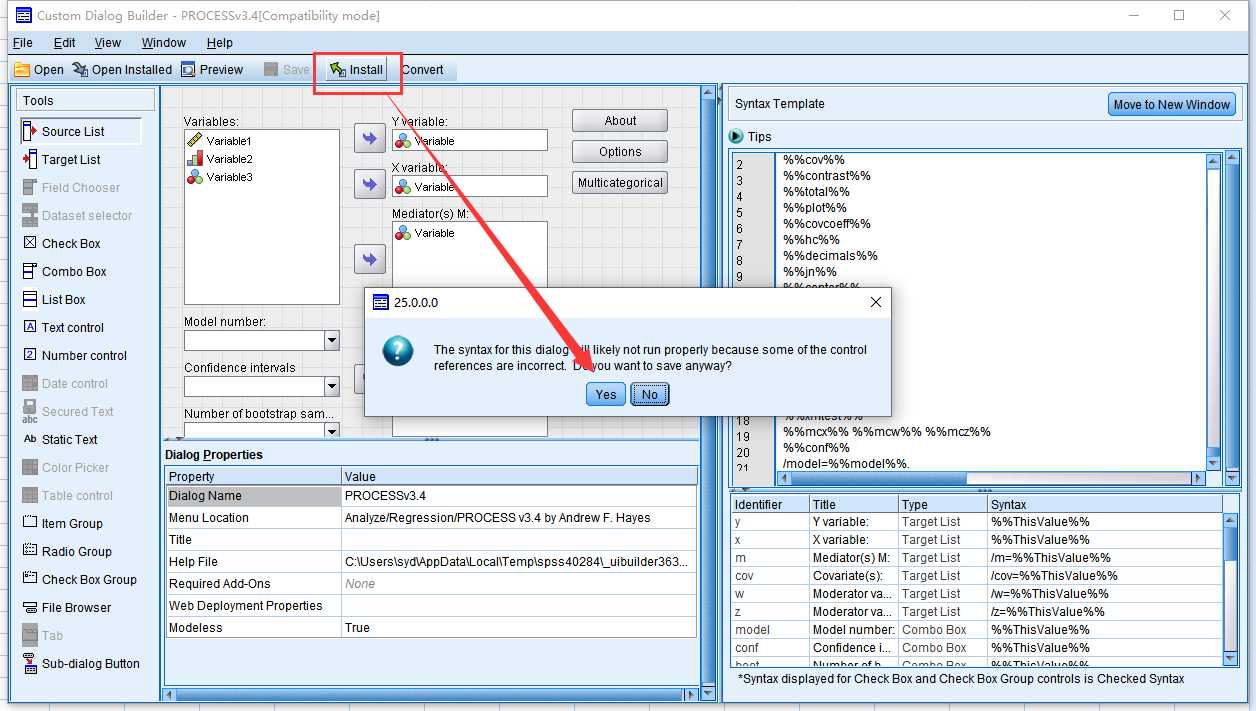 Custom Dialog Builder - PROCESSv3.4[Compatibility mode]
File Edit View Window Help
Open Open Installed Preview Save Install Convert
Tools
Source List
Target List
Field Chooser
Dataset selector
Check Box
Combo Box
List Box
Text control
Number control
Date control
Secured Text
Static Text
Color Picker
Table control
Item Group
Radio Group
Check Box Group
File Browser
Tab
Sub-dialog Button
Variables:
Variable1
Variable2
Variable3
Y variable:
Variable
X variable:
Variable
Mediator(s) M:
Variable
About
Options
Multicategorical
Model number:
Confidence intervals
Number of bootstrap sam...
25.0.0.0
The syntax for this dialog will likely not run properly because some of the control
references are incorrect. Do you want to save anyway?
Yes No
Dialog Properties
Property Value
Dialog Name PROCESSv3.4
Menu Location Analyze/Regression/PROCESS v3.4 by Andrew F. Hayes
Title
Help File C:\Users\syd\AppData\Local\Temp\spss40284\_uibuilder363...
Required Add-Ons None
Web Deployment Properties
Modeless True
Syntax Template
Move to New Window
Tips
2 %%cov%%
3 %%contrast%%
4 %%total%%
5 %%plot%%
6 %%covcoeff%%
7 %%hc%%
8 %%decimals%%
9 %%jn%%
%%center%%
18 %%xmtest%%
19 %%mcx%% %%mcw%% %%mcz%%
20 %%conf%%
21 /model=%%model%%.
Identifier Title Type Syntax
y Y variable: Target List %%ThisValue%%
x X variable: Target List %%ThisValue%%
m Mediator(s) M: Target List /m=%%ThisValue%%
cov Covariate(s): Target List /cov=%%ThisValue%%
w Moderator va... Target List /w=%%ThisValue%%
z Moderator va... Target List /z=%%ThisValue%%
model Model number: Combo Box %%ThisValue%%
conf Confidence i... Combo Box %%ThisValue%%
boot Number of b... Combo Box %%ThisValue%%
*Syntax displayed for Check Box and Check Box Group controls is Checked Syntax